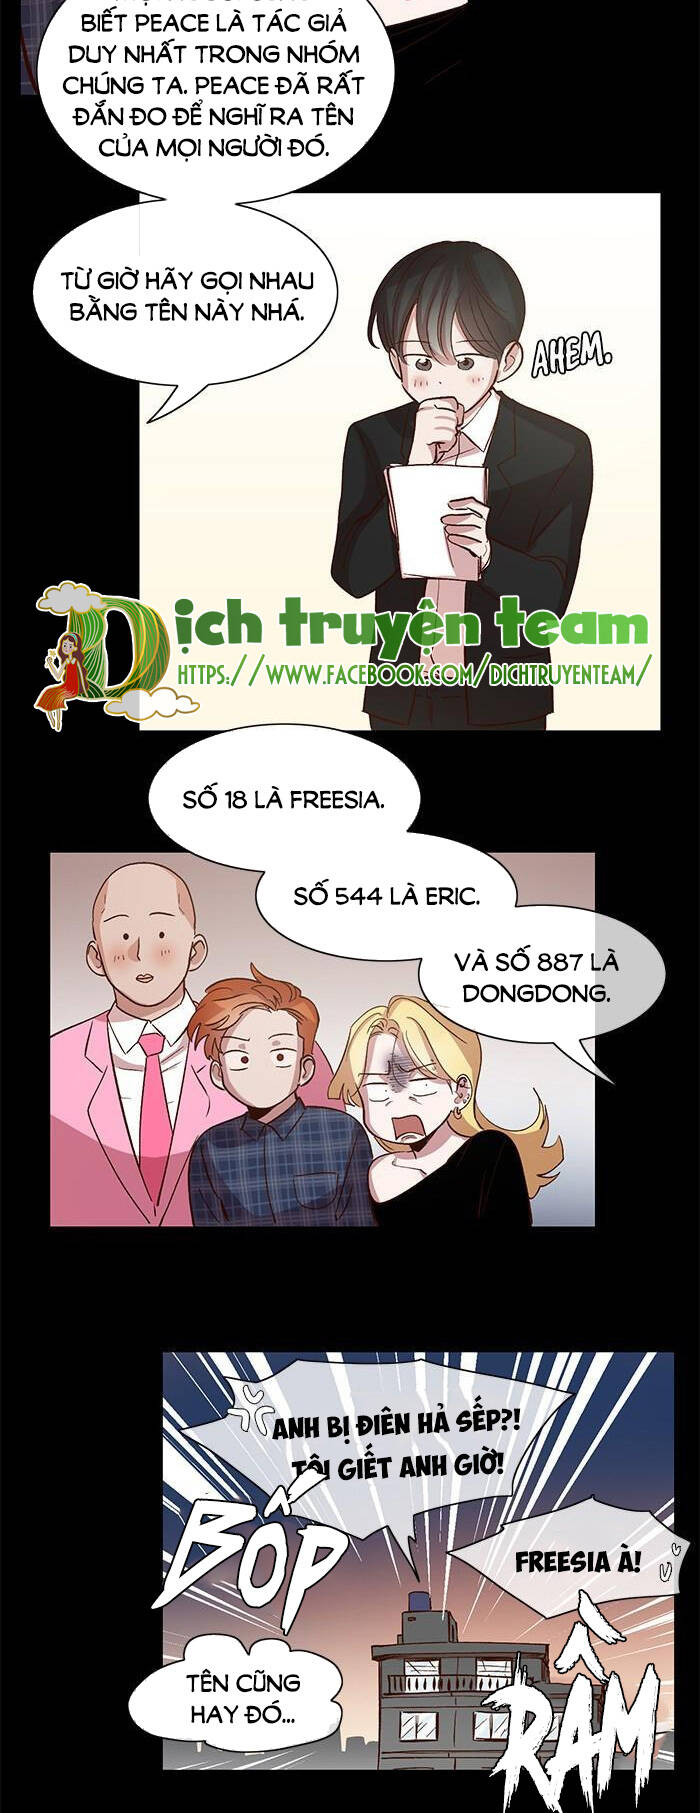 BIẾT PEACE LÀ TÁC GIẢ
DUY NHẤT TRONG NHÓM
CHÚNG TA. PEACE ĐÃ RẤT
ĐẮN ĐO ĐỂ NGHĨ RA TÊN
CỦA MỌI NGƯỜI ĐÓ.
TỪ GIỜ HÃY GỌI NHAU
BẰNG TÊN NÀY NHÁ.
AHEM.
Dịch truyện team
HTTPS://WWW.FACEBOOK.COM/DICHTRUYENTEAM/
SỐ 18 LÀ FREESIA.
SỐ 544 LÀ ERIC.
VÀ SỐ 887 LÀ
DONGDONG.
ANH BỊ ĐIÊN HẢ SẾP?!
TÔI GIẾT ANH GIỜ!
BỐP
FREESIA À!
TÊN CŨNG
HAY ĐÓ...
RẦM